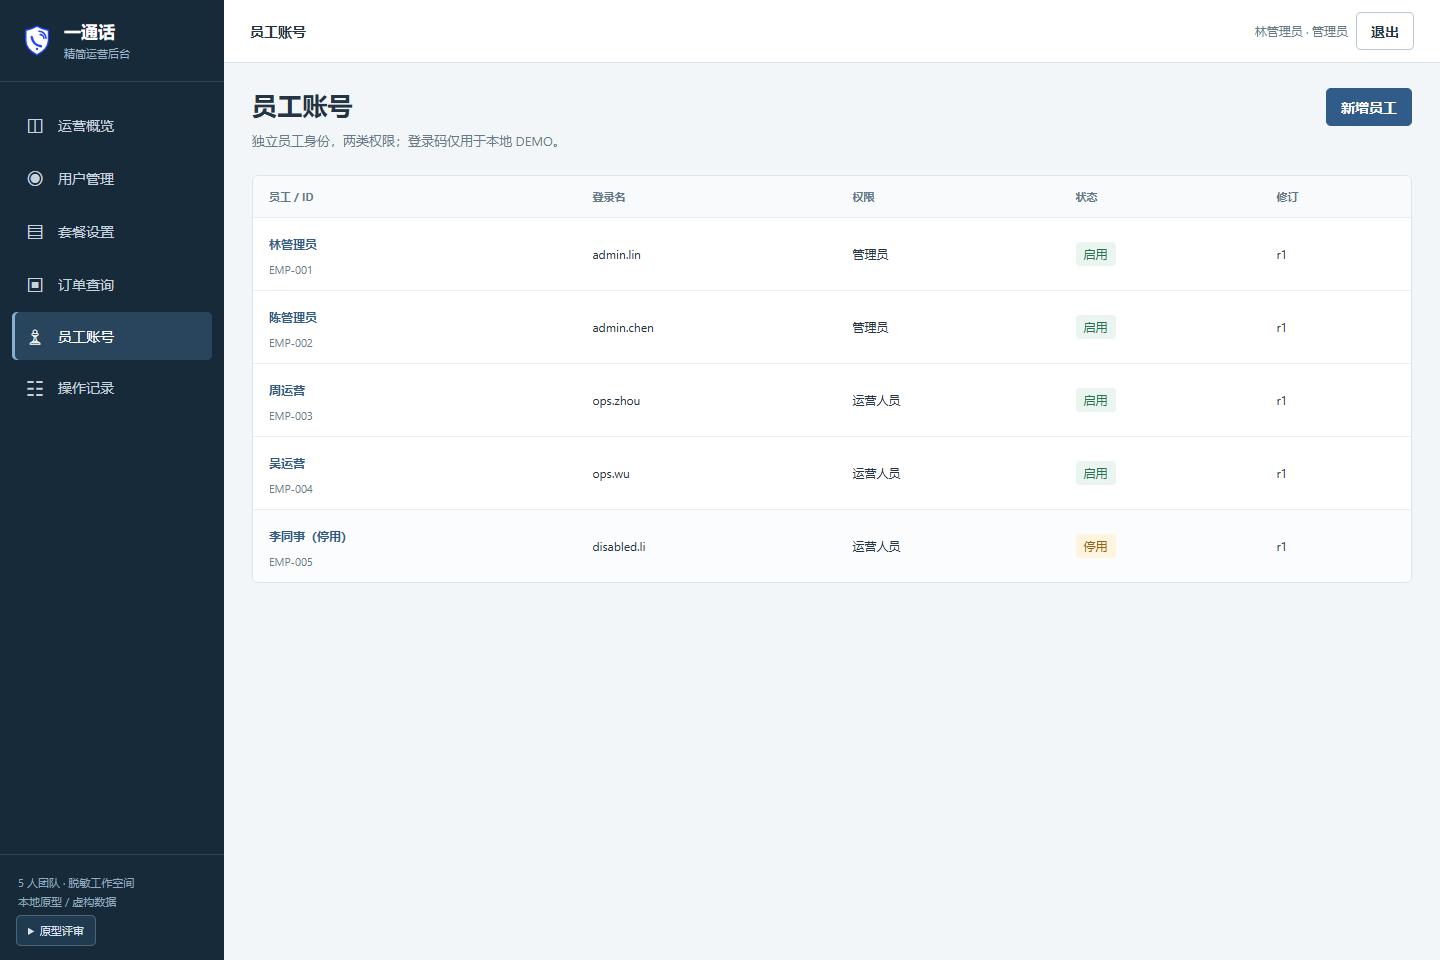 一通话
精简运营后台
运营概览
用户管理
套餐设置
订单查询
员工账号
操作记录
5 人团队 · 脱敏工作空间
本地原型 / 虚构数据
▸ 原型评审
员工账号
林管理员 · 管理员
退出
员工账号
独立员工身份，两类权限；登录码仅用于本地 DEMO。
新增员工
员工 / ID 登录名 权限 状态 修订
林管理员
EMP-001
admin.lin 管理员 启用 r1
陈管理员
EMP-002
admin.chen 管理员 启用 r1
周运营
EMP-003
ops.zhou 运营人员 启用 r1
吴运营
EMP-004
ops.wu 运营人员 启用 r1
李同事（停用）
EMP-005
disabled.li 运营人员 停用 r1